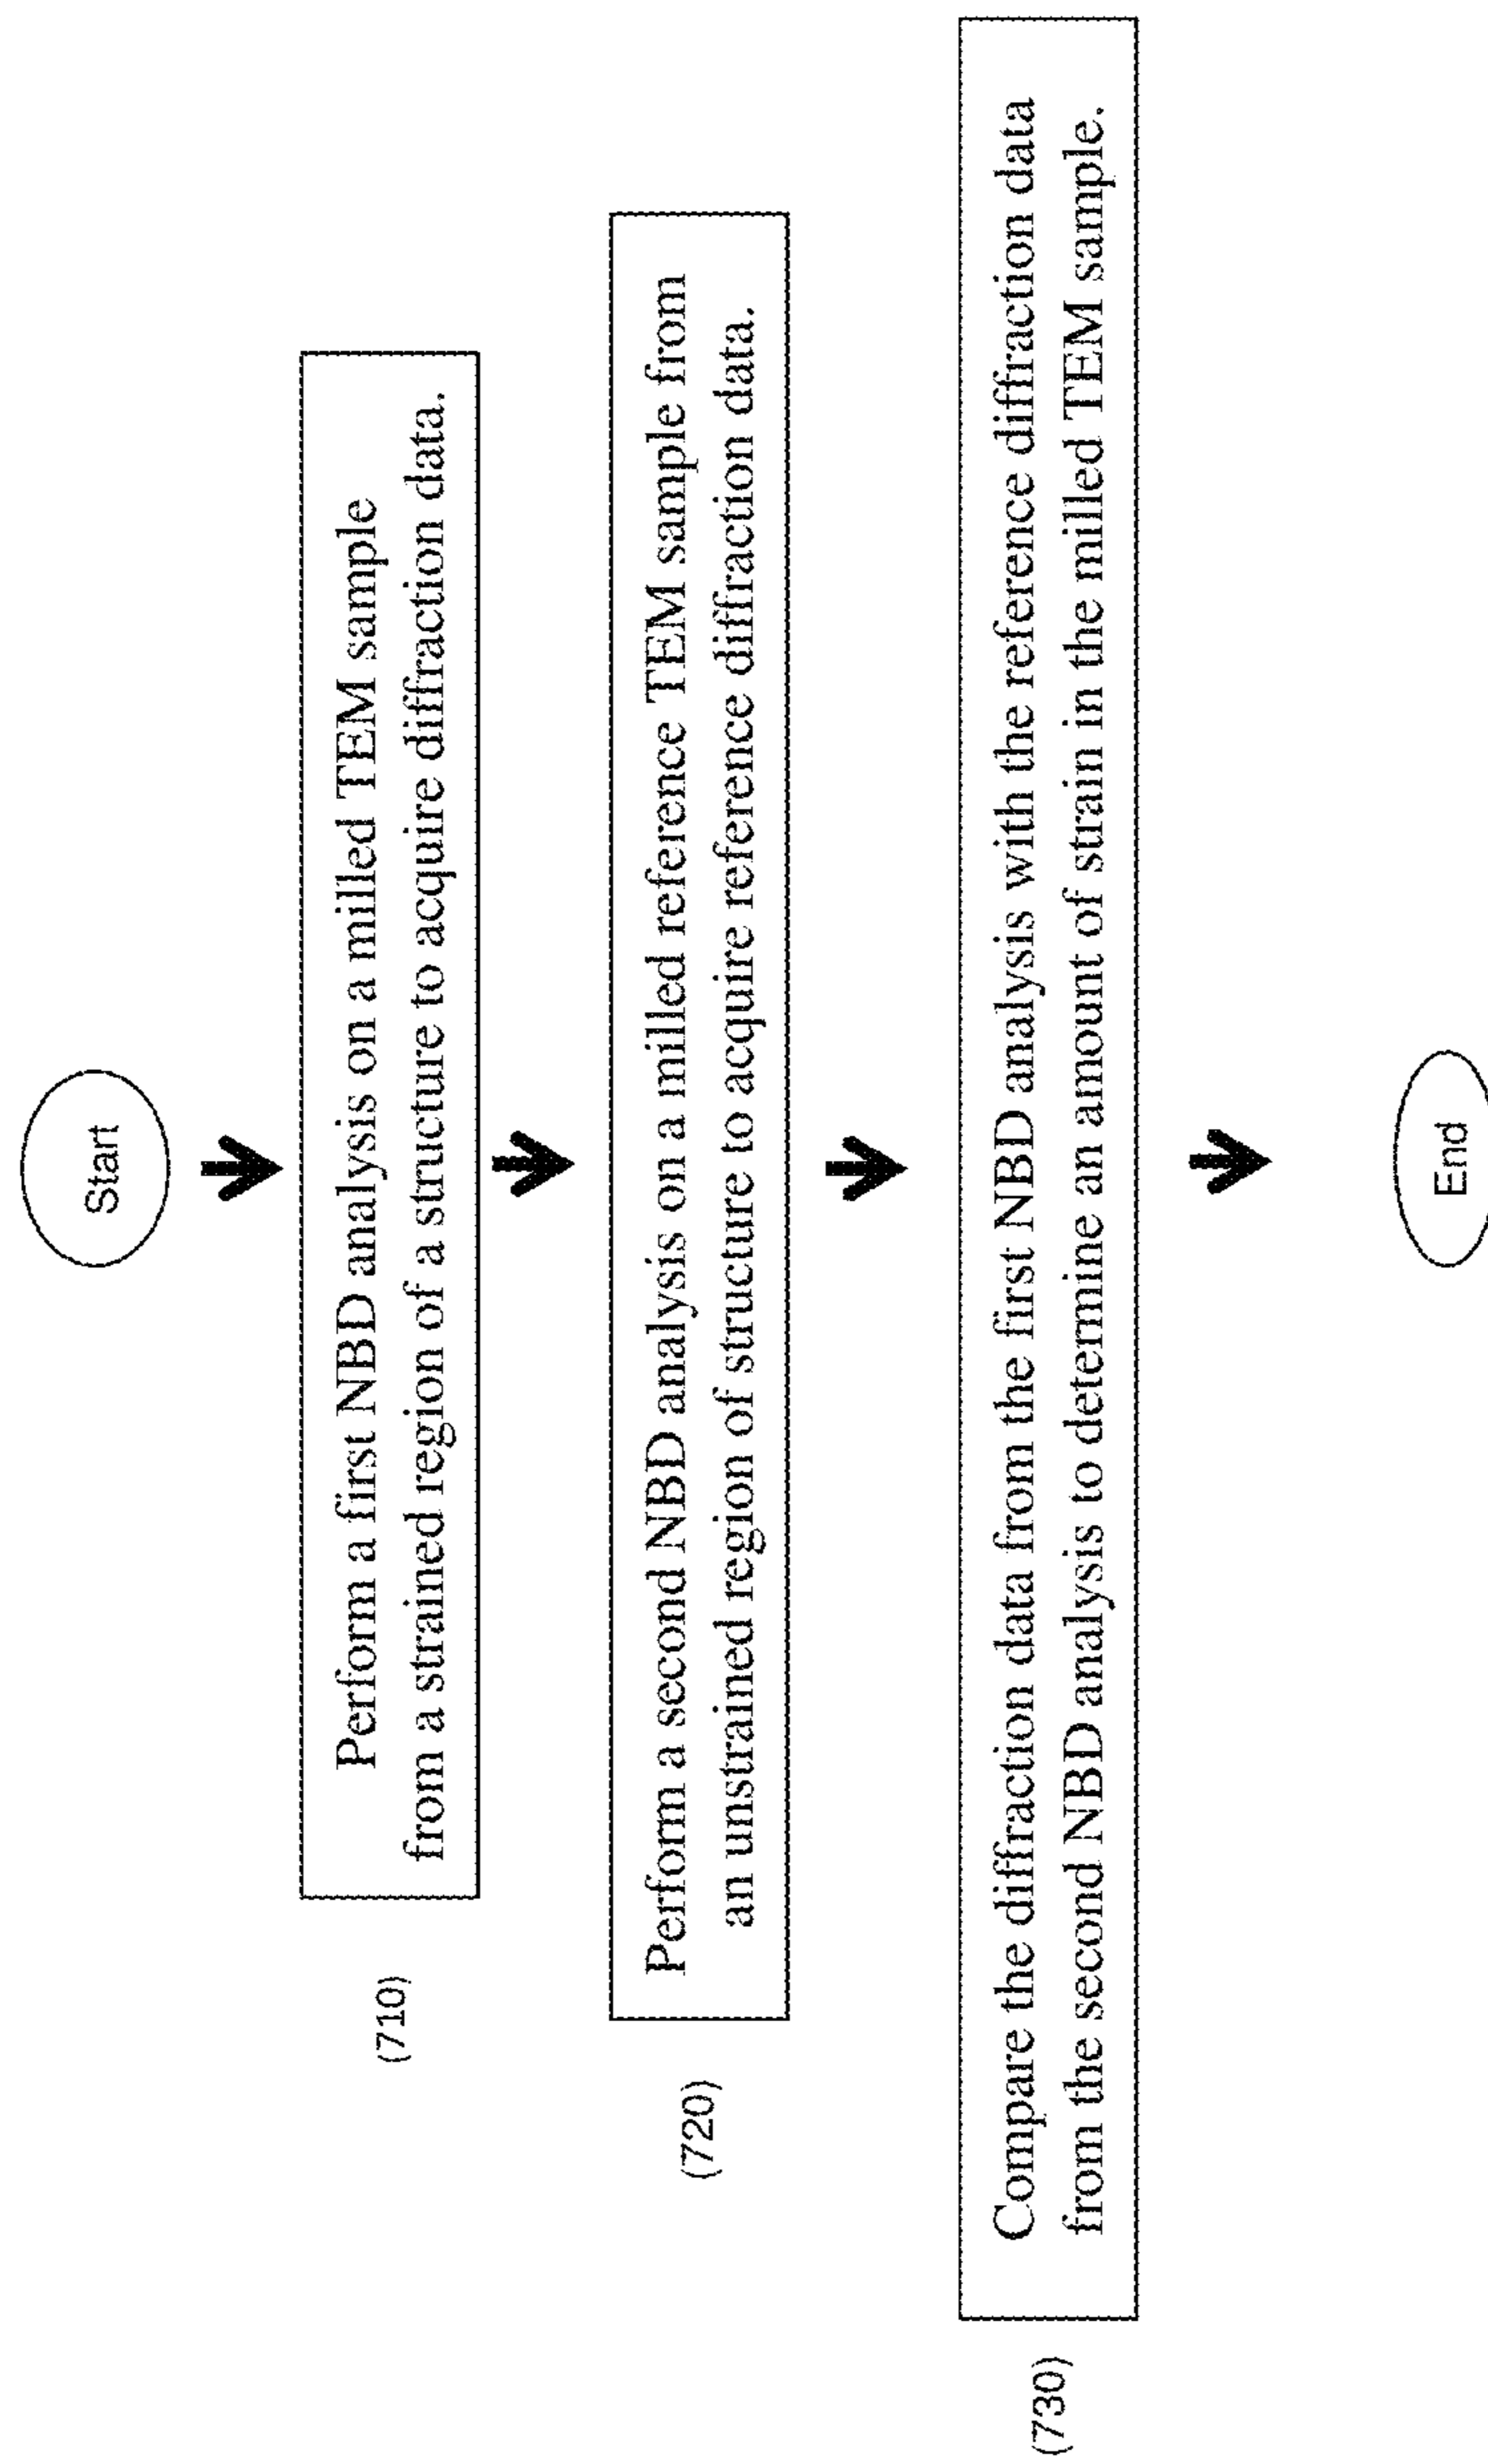 Start
(710)
Perform a first NBD analysis on a milled TEM sample
from a strained region of a structure to acquire diffraction data.
(720)
Perform a second NBD analysis on a milled reference TEM sample from
an unstrained region of structure to acquire reference diffraction data.
(730)
Compare the diffraction data from the first NBD analysis with the reference diffraction data
from the second NBD analysis to determine an amount of strain in the milled TEM sample.
End